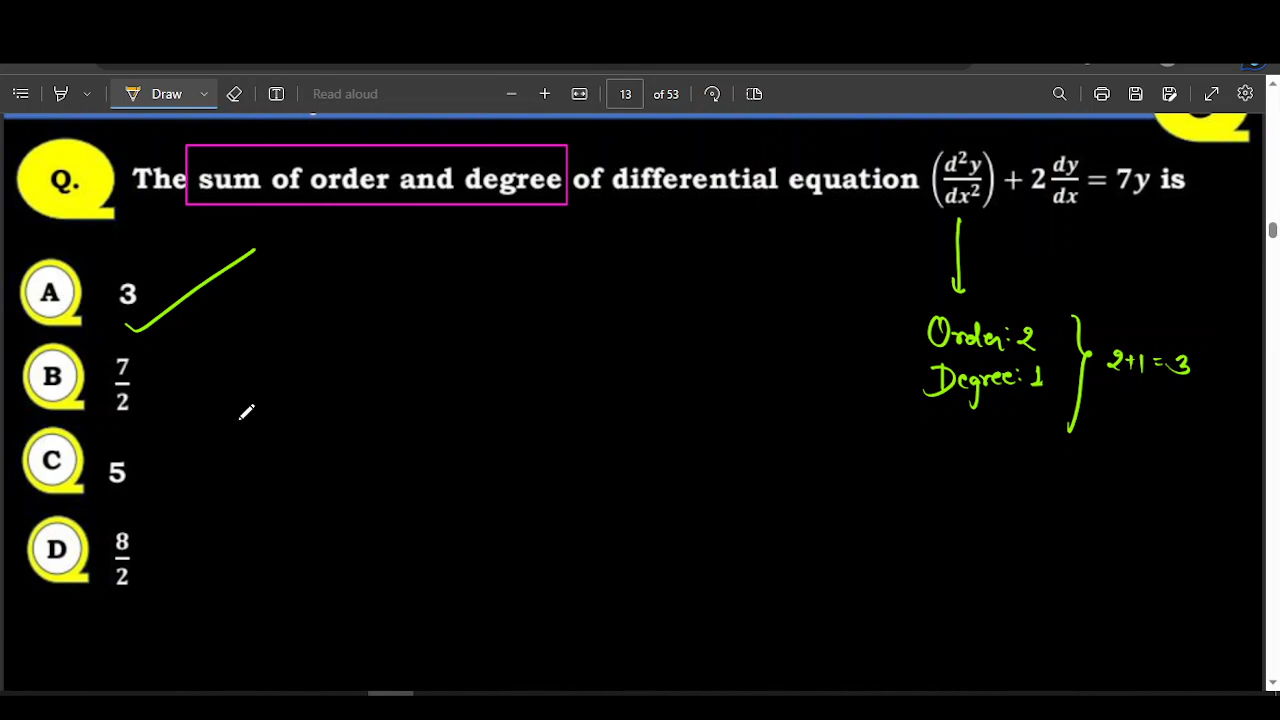 Draw
Read aloud
13 of 53
Q. The sum of order and degree of differential equation (d²y/dx²) + 2 dy/dx = 7y is
A 3
B 7/2
C 5
D 8/2
Order: 2
Degree: 1
2+1=3